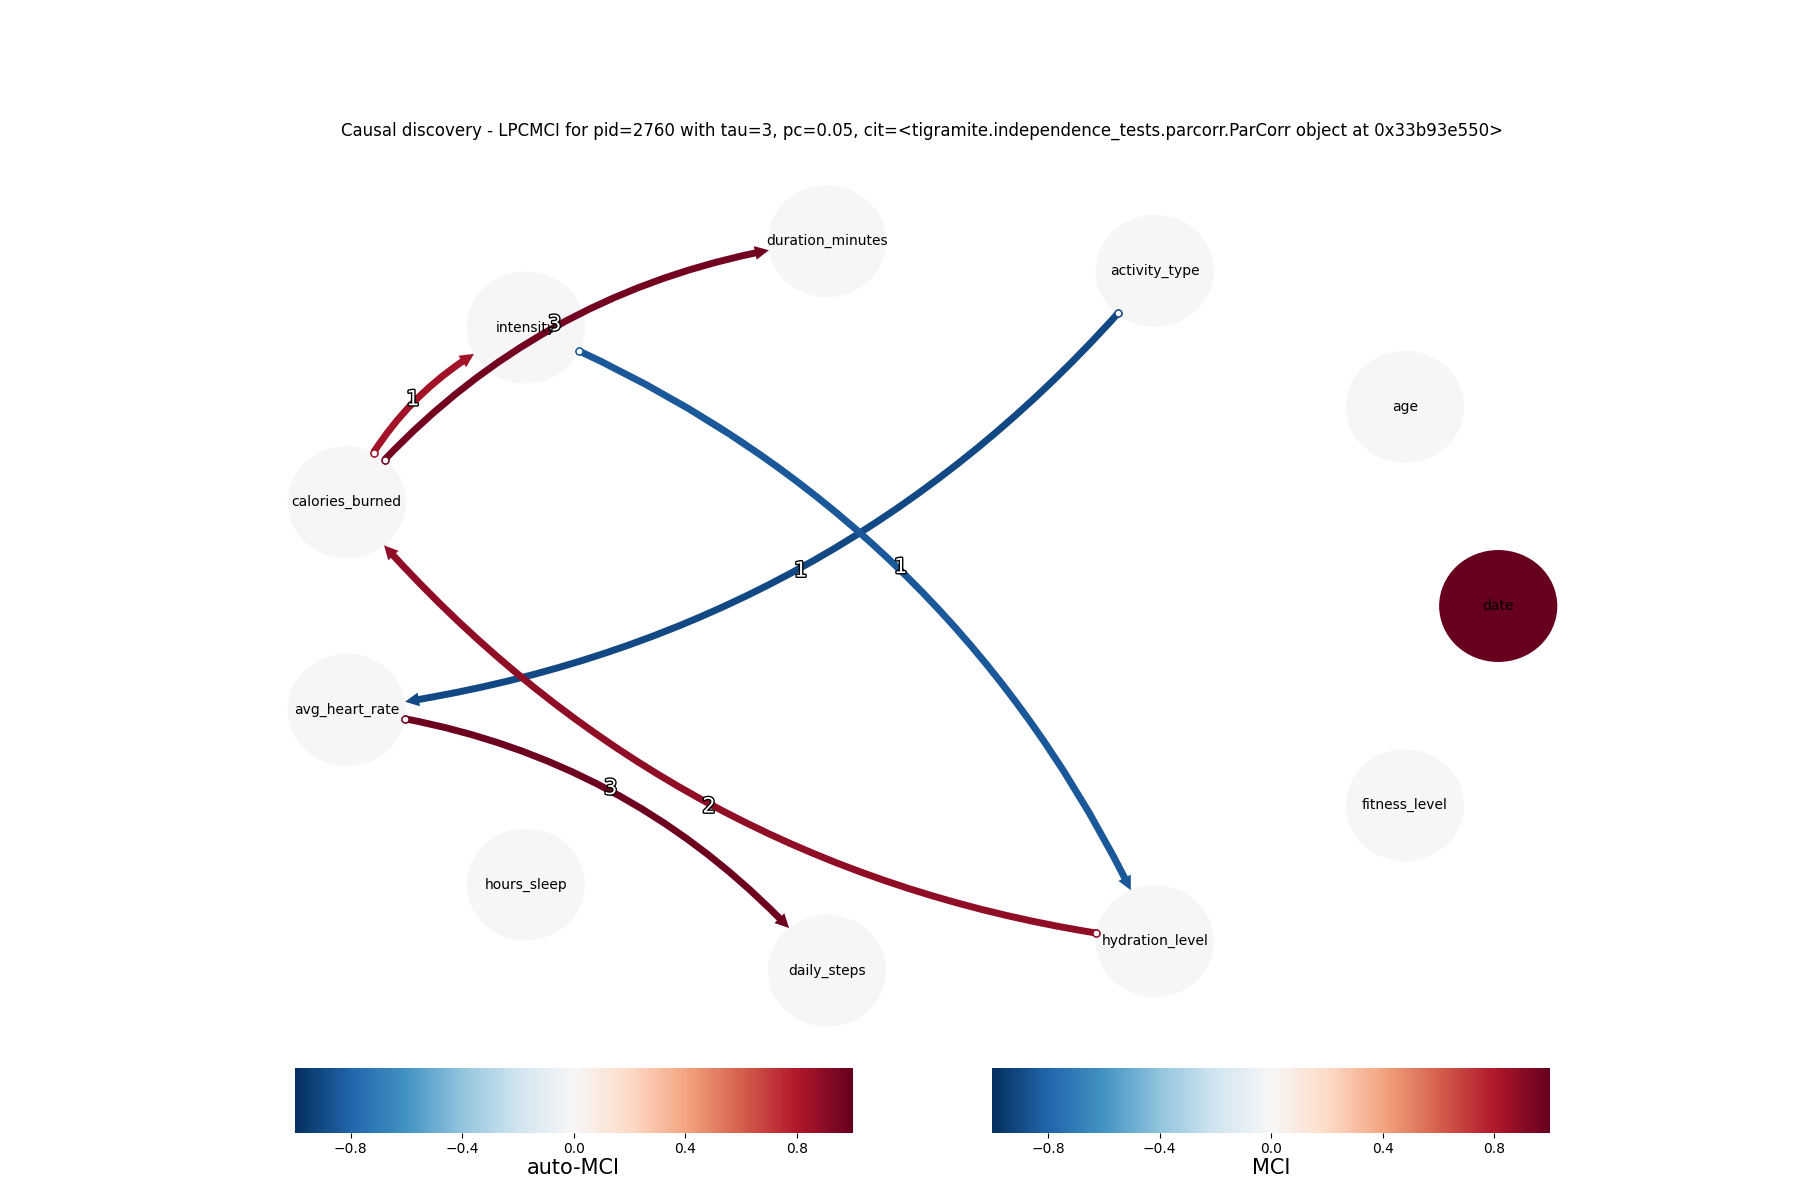 Causal discovery - LPCMCI for pid=2760 with tau=3, pc=0.05, cit=<tigramite.independence_tests.parcorr.ParCorr object at 0x33b93e550>
duration_minutes
activity_type
intensity
3
1
age
calories_burned
1
1
date
avg_heart_rate
3
2
fitness_level
hours_sleep
hydration_level
daily_steps
−0.8 −0.4 0.0 0.4 0.8
auto-MCI
−0.8 −0.4 0.0 0.4 0.8
MCI